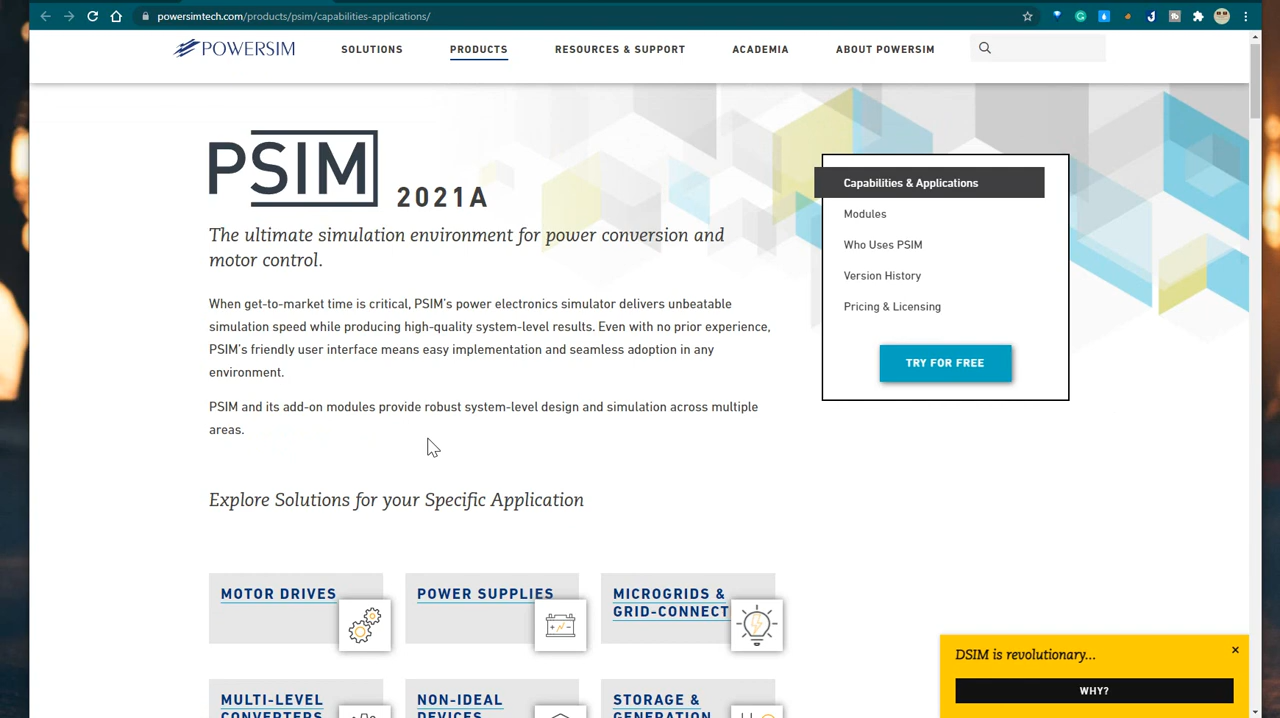 powersimtech.com/products/psim/capabilities-applications/
POWERSIM
SOLUTIONS
PRODUCTS
RESOURCES & SUPPORT
ACADEMIA
ABOUT POWERSIM
PSIM 2021A
The ultimate simulation environment for power conversion and
motor control.
When get-to-market time is critical, PSIM's power electronics simulator delivers unbeatable
simulation speed while producing high-quality system-level results. Even with no prior experience,
PSIM's friendly user interface means easy implementation and seamless adoption in any
environment.
PSIM and its add-on modules provide robust system-level design and simulation across multiple
areas.
Capabilities & Applications
Modules
Who Uses PSIM
Version History
Pricing & Licensing
TRY FOR FREE
Explore Solutions for your Specific Application
MOTOR DRIVES
POWER SUPPLIES
MICROGRIDS &
GRID-CONNECT
MULTI-LEVEL
CONVERTERS
NON-IDEAL
DEVICES
STORAGE &
GENERATION
DSIM is revolutionary...
WHY?